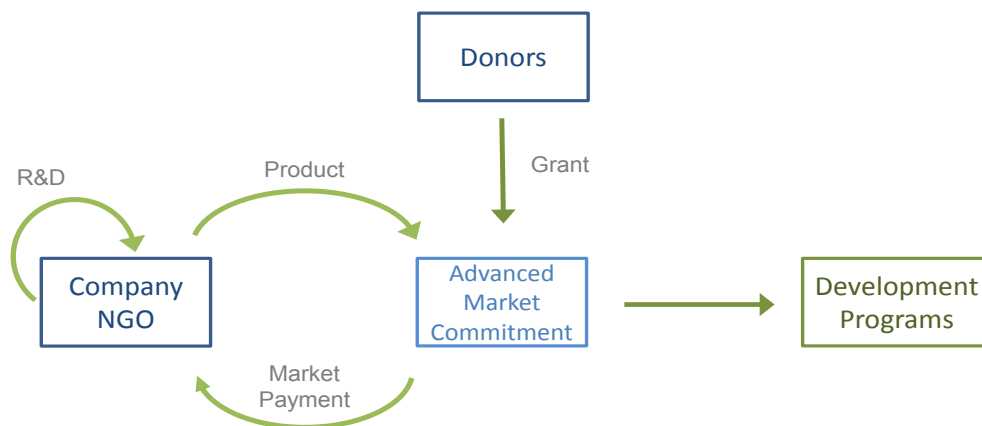 Donors
Grant
R&D
Product
Company
NGO
Advanced
Market
Commitment
Development
Programs
Market
Payment